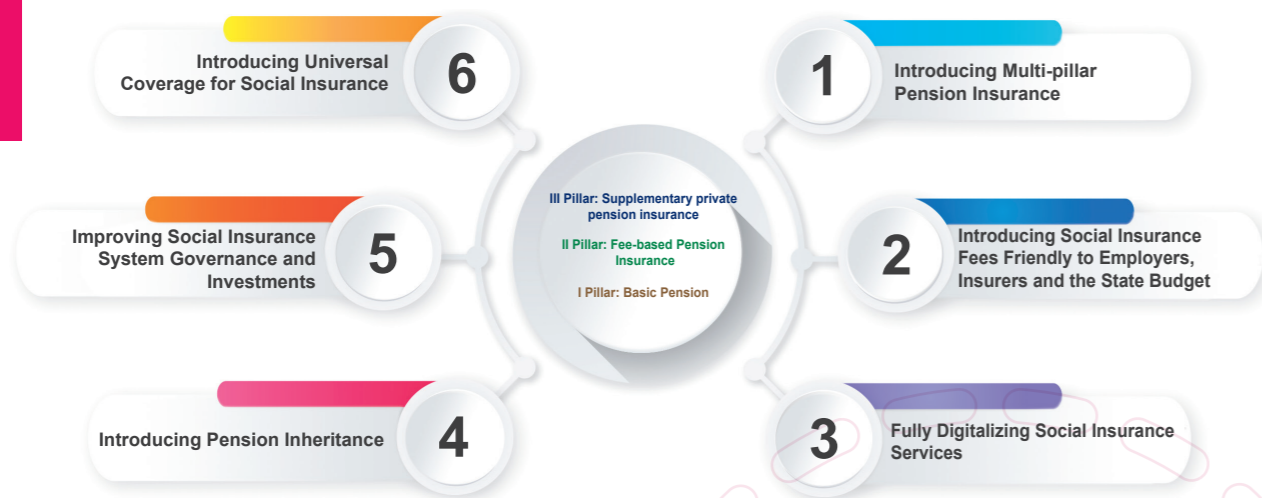 1
Introducing Multi-pillar
Pension Insurance
2
Introducing Social Insurance
Fees Friendly to Employers,
Insurers and the State Budget
3
Fully Digitalizing Social Insurance
Services
4
Introducing Pension Inheritance
5
Improving Social Insurance
System Governance and
Investments
6
Introducing Universal
Coverage for Social Insurance
III Pillar: Supplementary private
pension insurance
II Pillar: Fee-based Pension
Insurance
I Pillar: Basic Pension